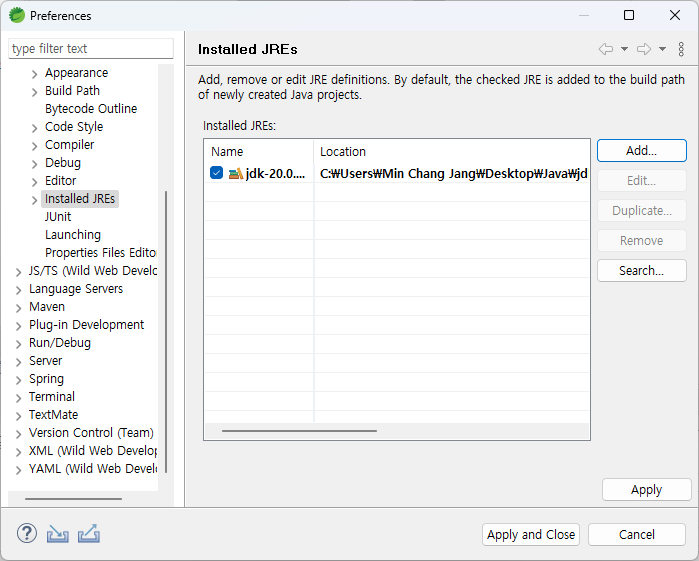 Preferences
type filter text
Appearance
Build Path
Bytecode Outline
Code Style
Compiler
Debug
Editor
Installed JREs
JUnit
Launching
Properties Files Editor
JS/TS (Wild Web Develo
Language Servers
Maven
Plug-in Development
Run/Debug
Server
Spring
Terminal
TextMate
Version Control (Team)
XML (Wild Web Develop
YAML (Wild Web Develo
Installed JREs
Add, remove or edit JRE definitions. By default, the checked JRE is added to the build path
of newly created Java projects.
Installed JREs:
Name Location
jdk-20.0.... C:₩Users₩Min Chang Jang₩Desktop₩Java₩jd
Add...
Edit...
Duplicate...
Remove
Search...
Apply
Apply and Close Cancel